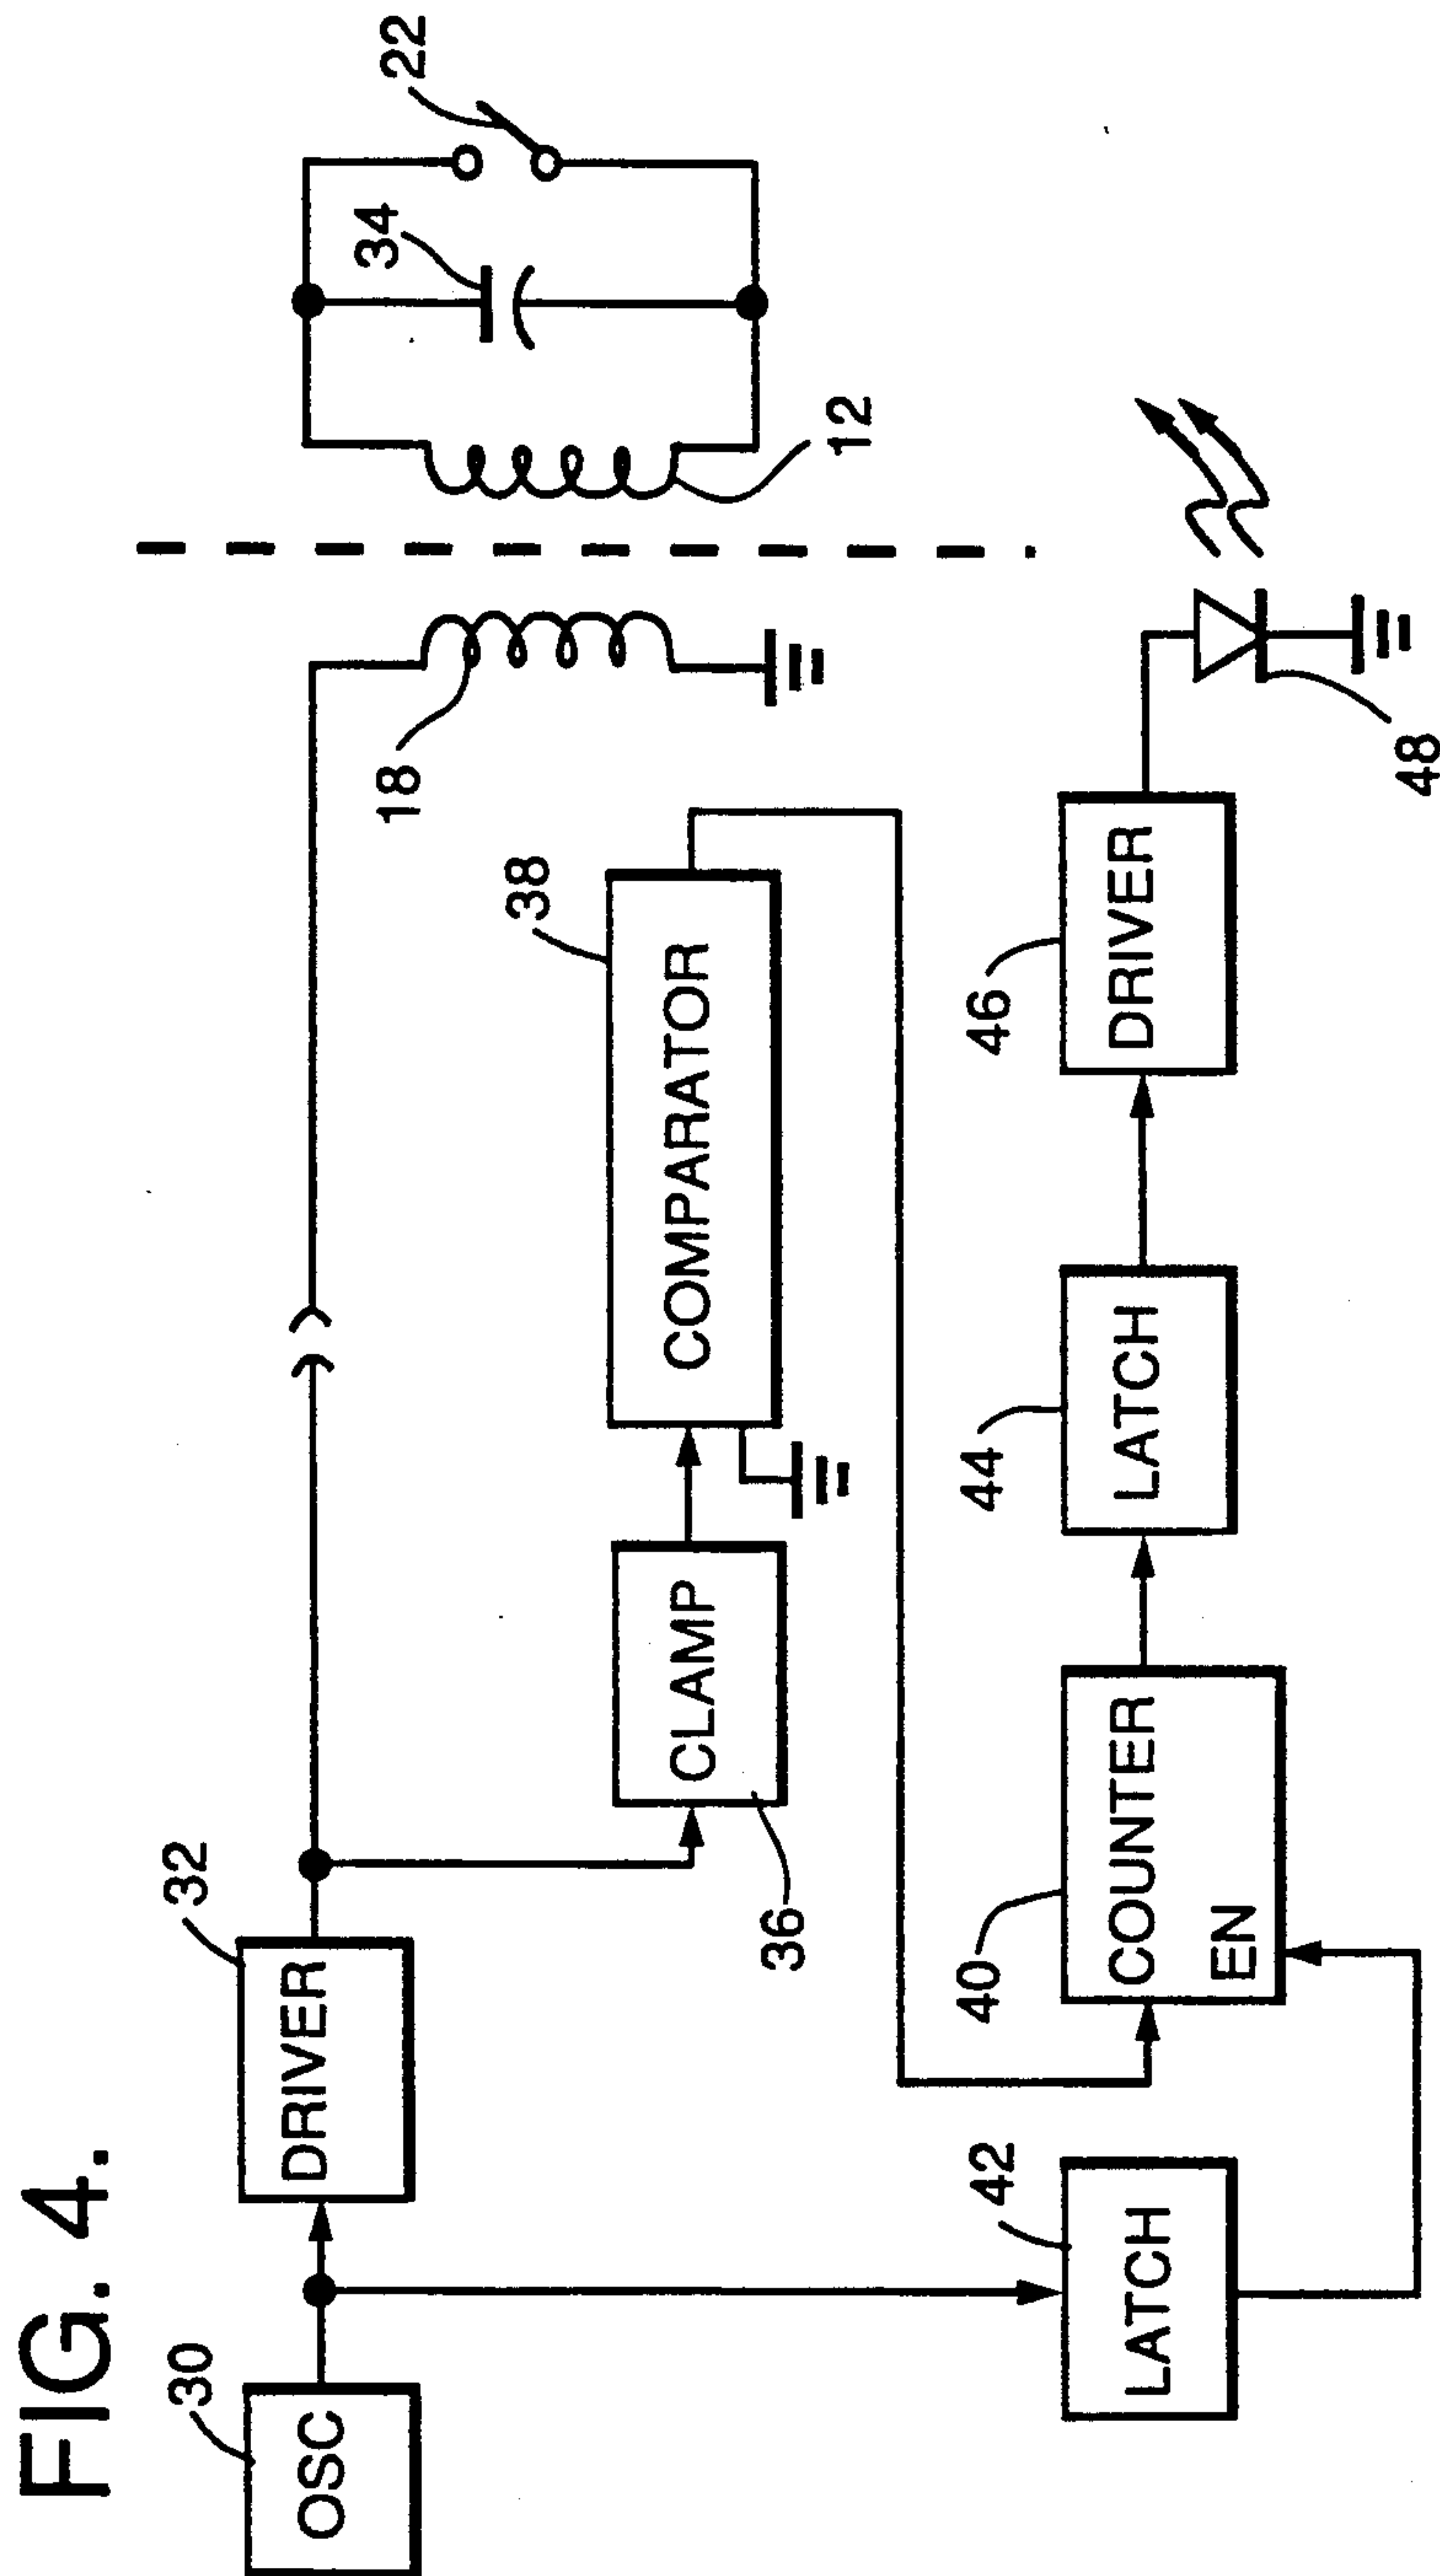 FIG. 4.
30
OSC
32
DRIVER
18
12
34
22
36
CLAMP
38
COMPARATOR
42
LATCH
40
COUNTER
EN
44
LATCH
46
DRIVER
48